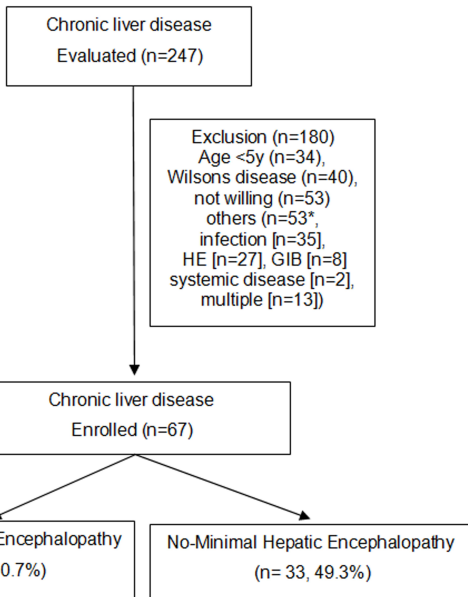 Chronic liver disease
Evaluated (n=247)
Exclusion (n=180)
Age <5y (n=34),
Wilsons disease (n=40),
not willing (n=53)
others (n=53*,
infection [n=35],
HE [n=27], GIB [n=8]
systemic disease [n=2],
multiple [n=13])
Chronic liver disease
Enrolled (n=67)
Encephalopathy
0.7%)
No-Minimal Hepatic Encephalopathy
(n= 33, 49.3%)